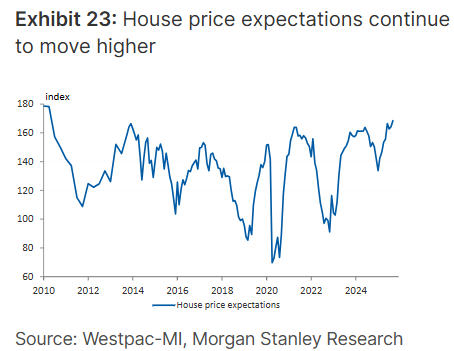 Exhibit 23: House price expectations continue
to move higher
index
180
160
140
120
100
80
60
2010 2012 2014 2016 2018 2020 2022 2024
House price expectations
Source: Westpac-MI, Morgan Stanley Research